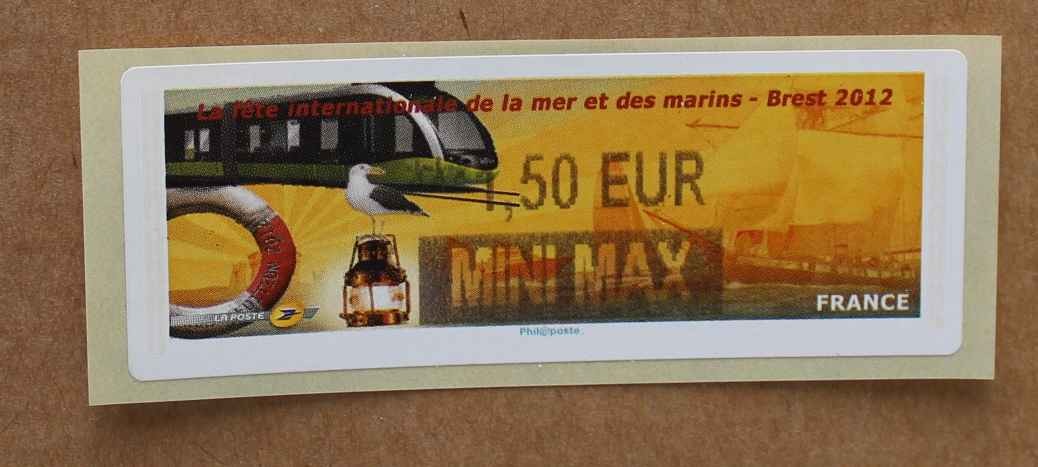 La fête internationale de la mer et des marins - Brest 2012
1,50 EUR
MINI MAX
LA POSTE
FRANCE
Phil@poste